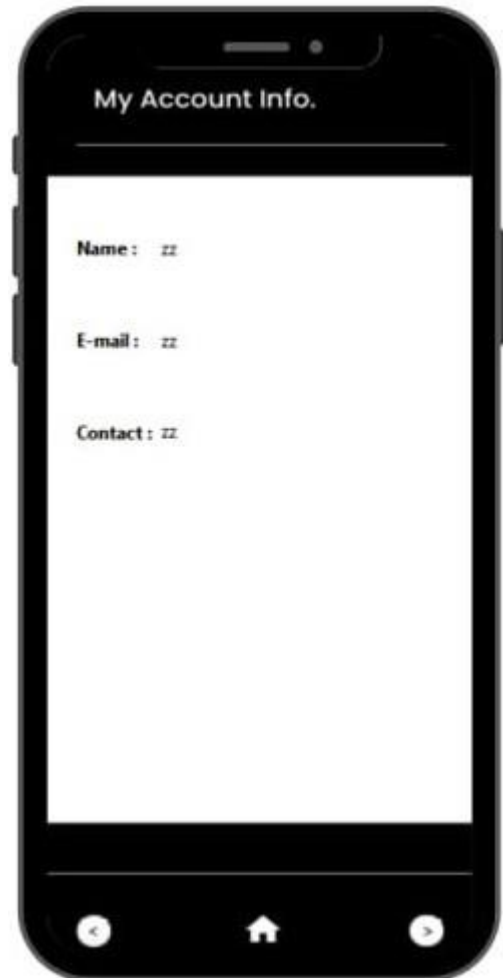 My Account Info.
Name : zz
E-mail : zz
Contact : zz
< >